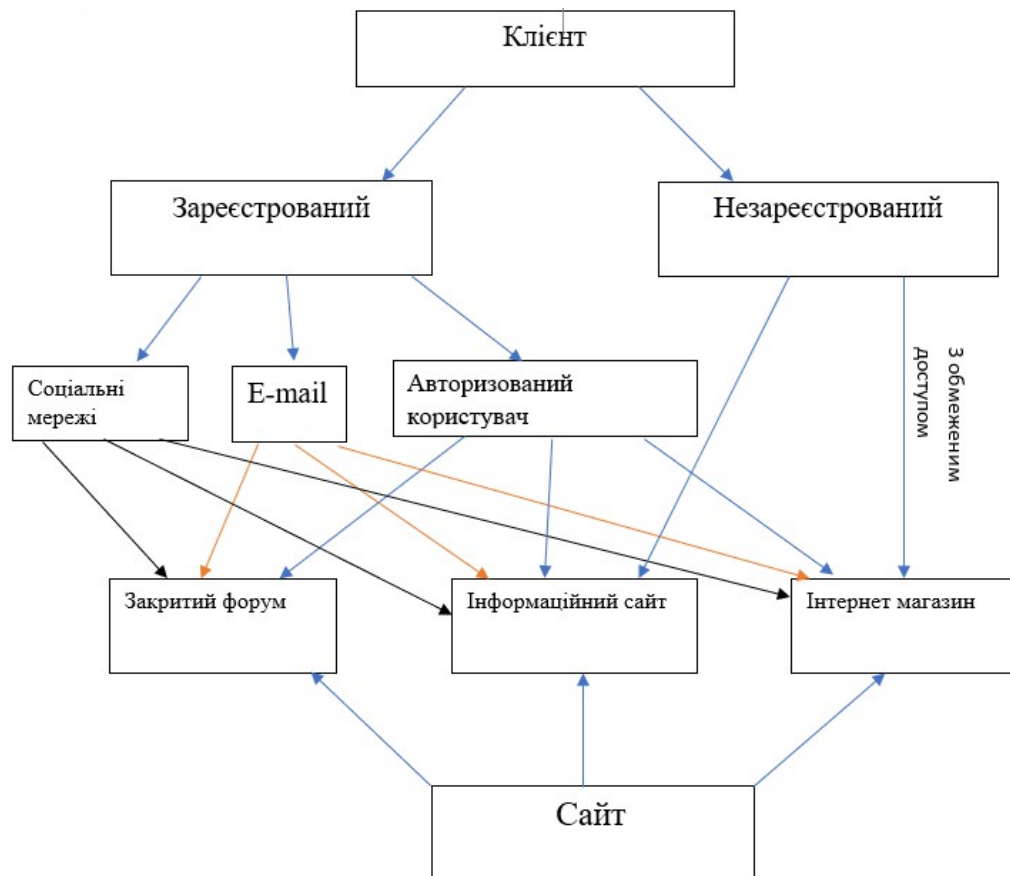 Клієнт
Зареєстрований
Незареєстрований
З обмеженим
доступом
Соціальні
мережі
E-mail
Авторизований
користувач
Закритий форум
Інформаційний сайт
Інтернет магазин
Сайт